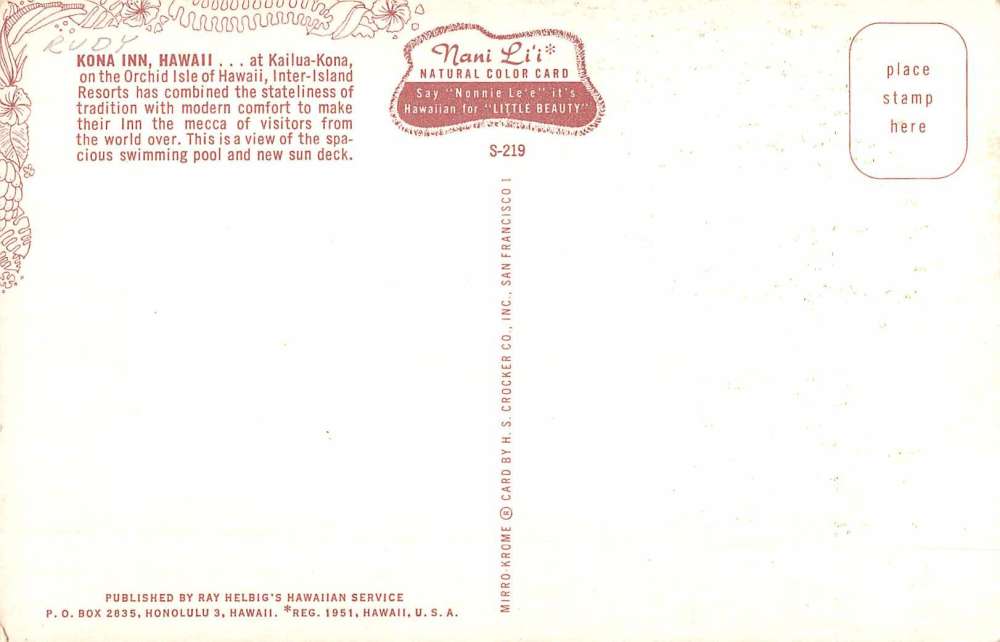 RUDY
KONA INN, HAWAII . . . at Kailua-Kona,
on the Orchid Isle of Hawaii, Inter-Island
Resorts has combined the stateliness of
tradition with modern comfort to make
their Inn the mecca of visitors from
the world over. This is a view of the spa-
cious swimming pool and new sun deck.
Nani Li'i*
NATURAL COLOR CARD
Say "Nonnie Le'e" it's
Hawaiian for "LITTLE BEAUTY"
S-219
place
stamp
here
MIRRO-KROME ® CARD BY H. S. CROCKER CO., INC., SAN FRANCISCO 1
PUBLISHED BY RAY HELBIG'S HAWAIIAN SERVICE
P. O. BOX 2835, HONOLULU 3, HAWAII. *REG. 1951, HAWAII, U. S. A.